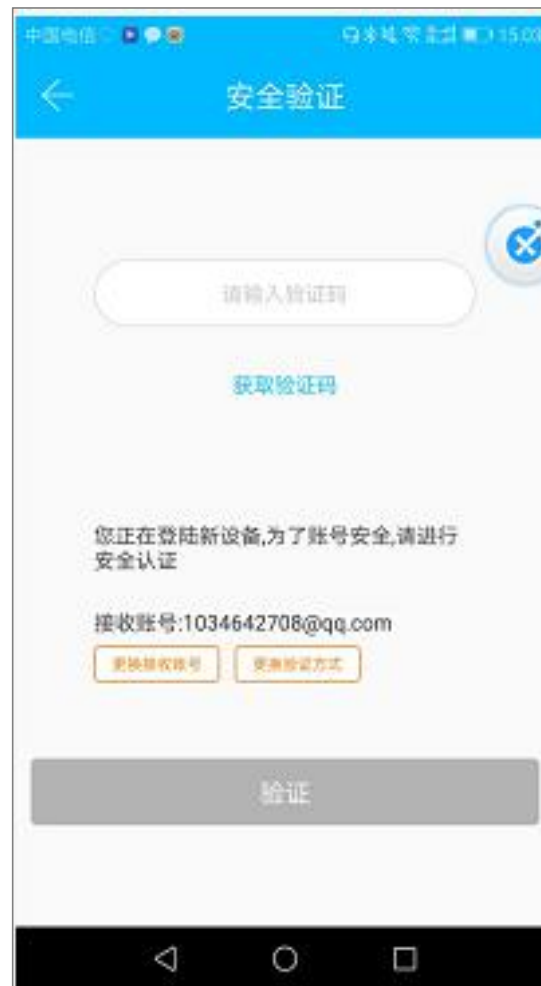 中国电信 15:03
安全验证
请输入验证码
获取验证码
您正在登陆新设备,为了账号安全,请进行
安全认证
接收账号:1034642708@qq.com
更换接收账号 更换验证方式
验证